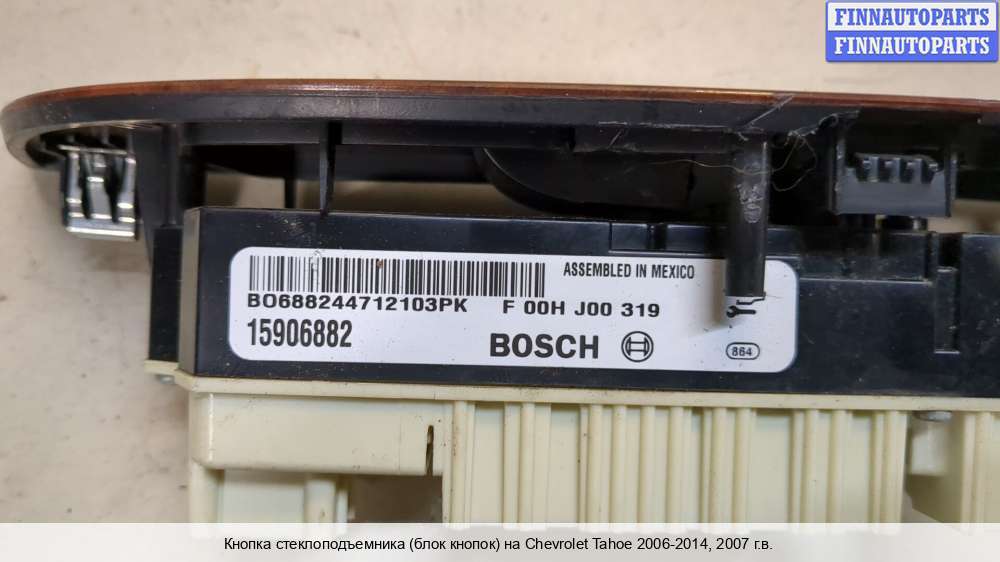 FINNAUTOPARTS
FINNAUTOPARTS
ASSEMBLED IN MEXICO
BO688244712103PK F 00H J00 319
15906882 BOSCH
864
Кнопка стеклоподъемника (блок кнопок) на Chevrolet Tahoe 2006-2014, 2007 г.в.